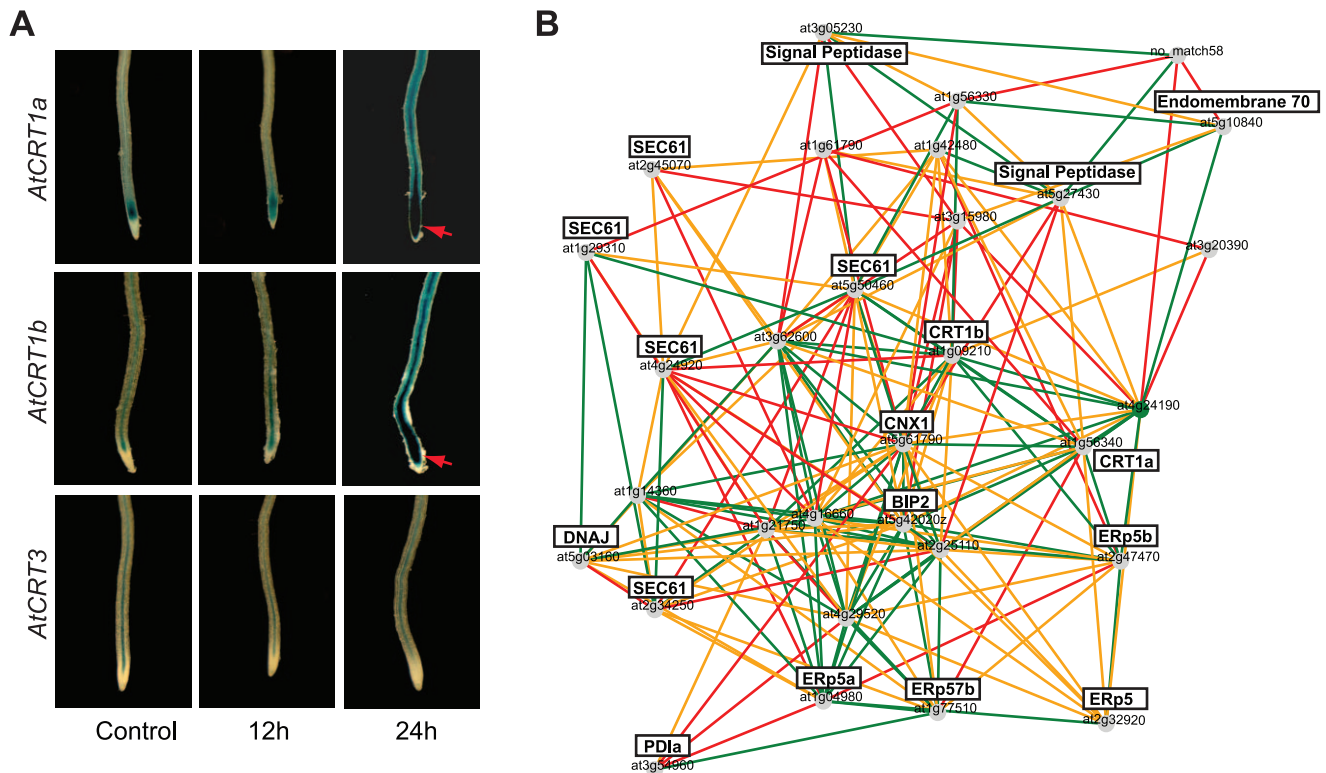 A
AtCRT1a
AtCRT1b
AtCRT3
Control
12h
24h
B
at3g05230
Signal Peptidase
no_match58
at1g56330
Endomembrane 70
at5g10840
SEC61
at2g45070
at1g61790
at1g42480
Signal Peptidase
at5g27430
SEC61
at1g29310
at3g15980
at3g20390
SEC61
at5g50460
at3g62600
CRT1b
at1g09210
SEC61
at4g24920
at4g24190
CNX1
at5g61790
at1g56340
CRT1a
at1g14360
at4g16660
BIP2
at5g42020z
at1g21750
DNAJ
at5g03160
at2g25110
ERp5b
at2g47470
SEC61
at2g34250
at4g29520
ERp5a
at1g04980
ERp57b
at1g77510
ERp5
at2g32920
PDIa
at3g54960